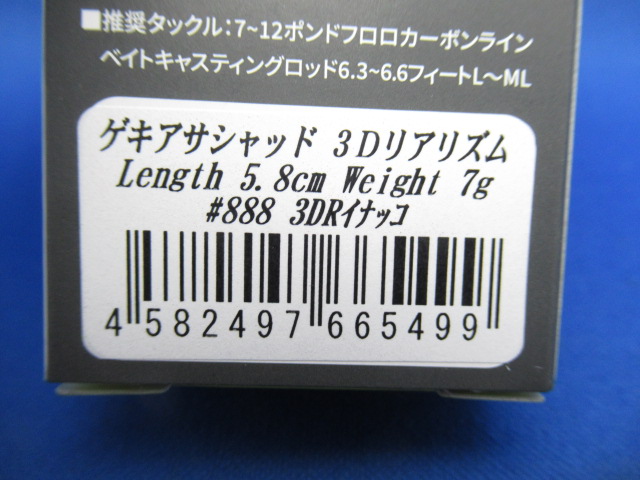 ■推奨タックル:7~12ポンドフロロカーボンライン
ベイトキャスティングロッド6.3~6.6フィートL~ML
ゲキアサシャッド 3Dリアリズム
Length 5.8cm Weight 7g
#888 3DRイナッコ
4 582497 665499